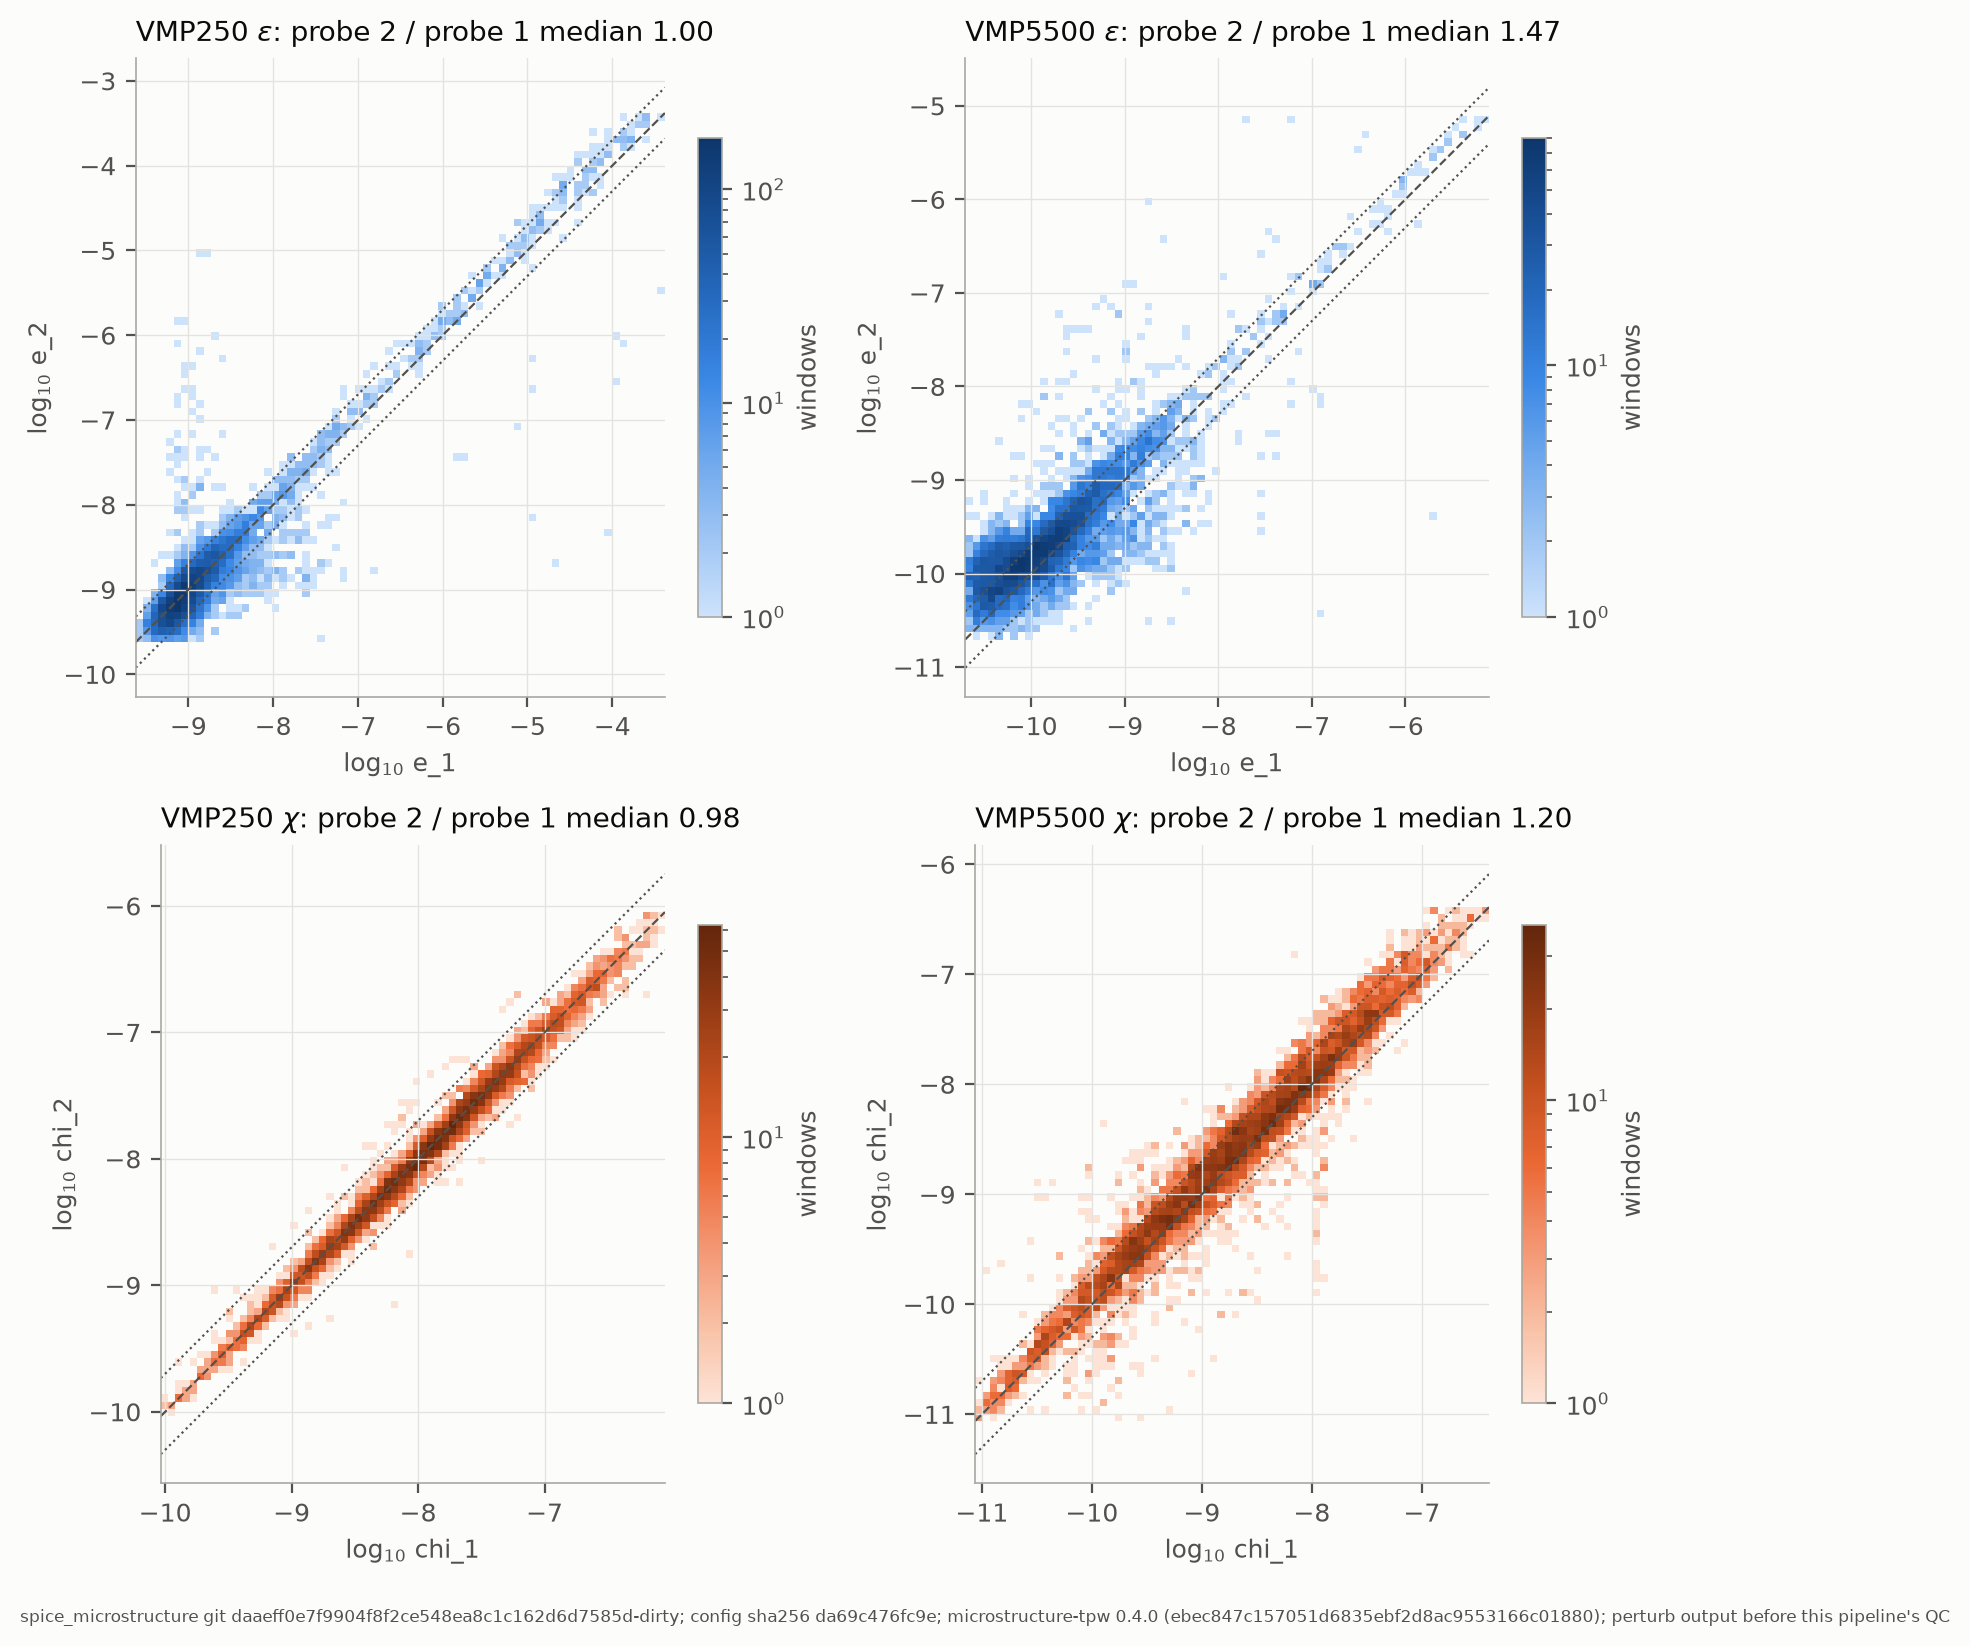 VMP250 ε: probe 2 / probe 1 median 1.00
−3
−4
−5
−6
−7
−8
−9
−10
log₁₀ e_2
−9 −8 −7 −6 −5 −4
log₁₀ e_1
10²
10¹
10⁰
windows
VMP5500 ε: probe 2 / probe 1 median 1.47
−5
−6
−7
−8
−9
−10
−11
log₁₀ e_2
−10 −9 −8 −7 −6
log₁₀ e_1
10¹
10⁰
windows
VMP250 χ: probe 2 / probe 1 median 0.98
−6
−7
−8
−9
−10
log₁₀ chi_2
−10 −9 −8 −7
log₁₀ chi_1
10¹
10⁰
windows
VMP5500 χ: probe 2 / probe 1 median 1.20
−6
−7
−8
−9
−10
−11
log₁₀ chi_2
−11 −10 −9 −8 −7
log₁₀ chi_1
10¹
10⁰
windows
spice_microstructure git daaeff0e7f9904f8f2ce548ea8c1c162d6d7585d-dirty; config sha256 da69c476fc9e; microstructure-tpw 0.4.0 (ebec847c157051d6835ebf2d8ac9553166c01880); perturb output before this pipeline's QC